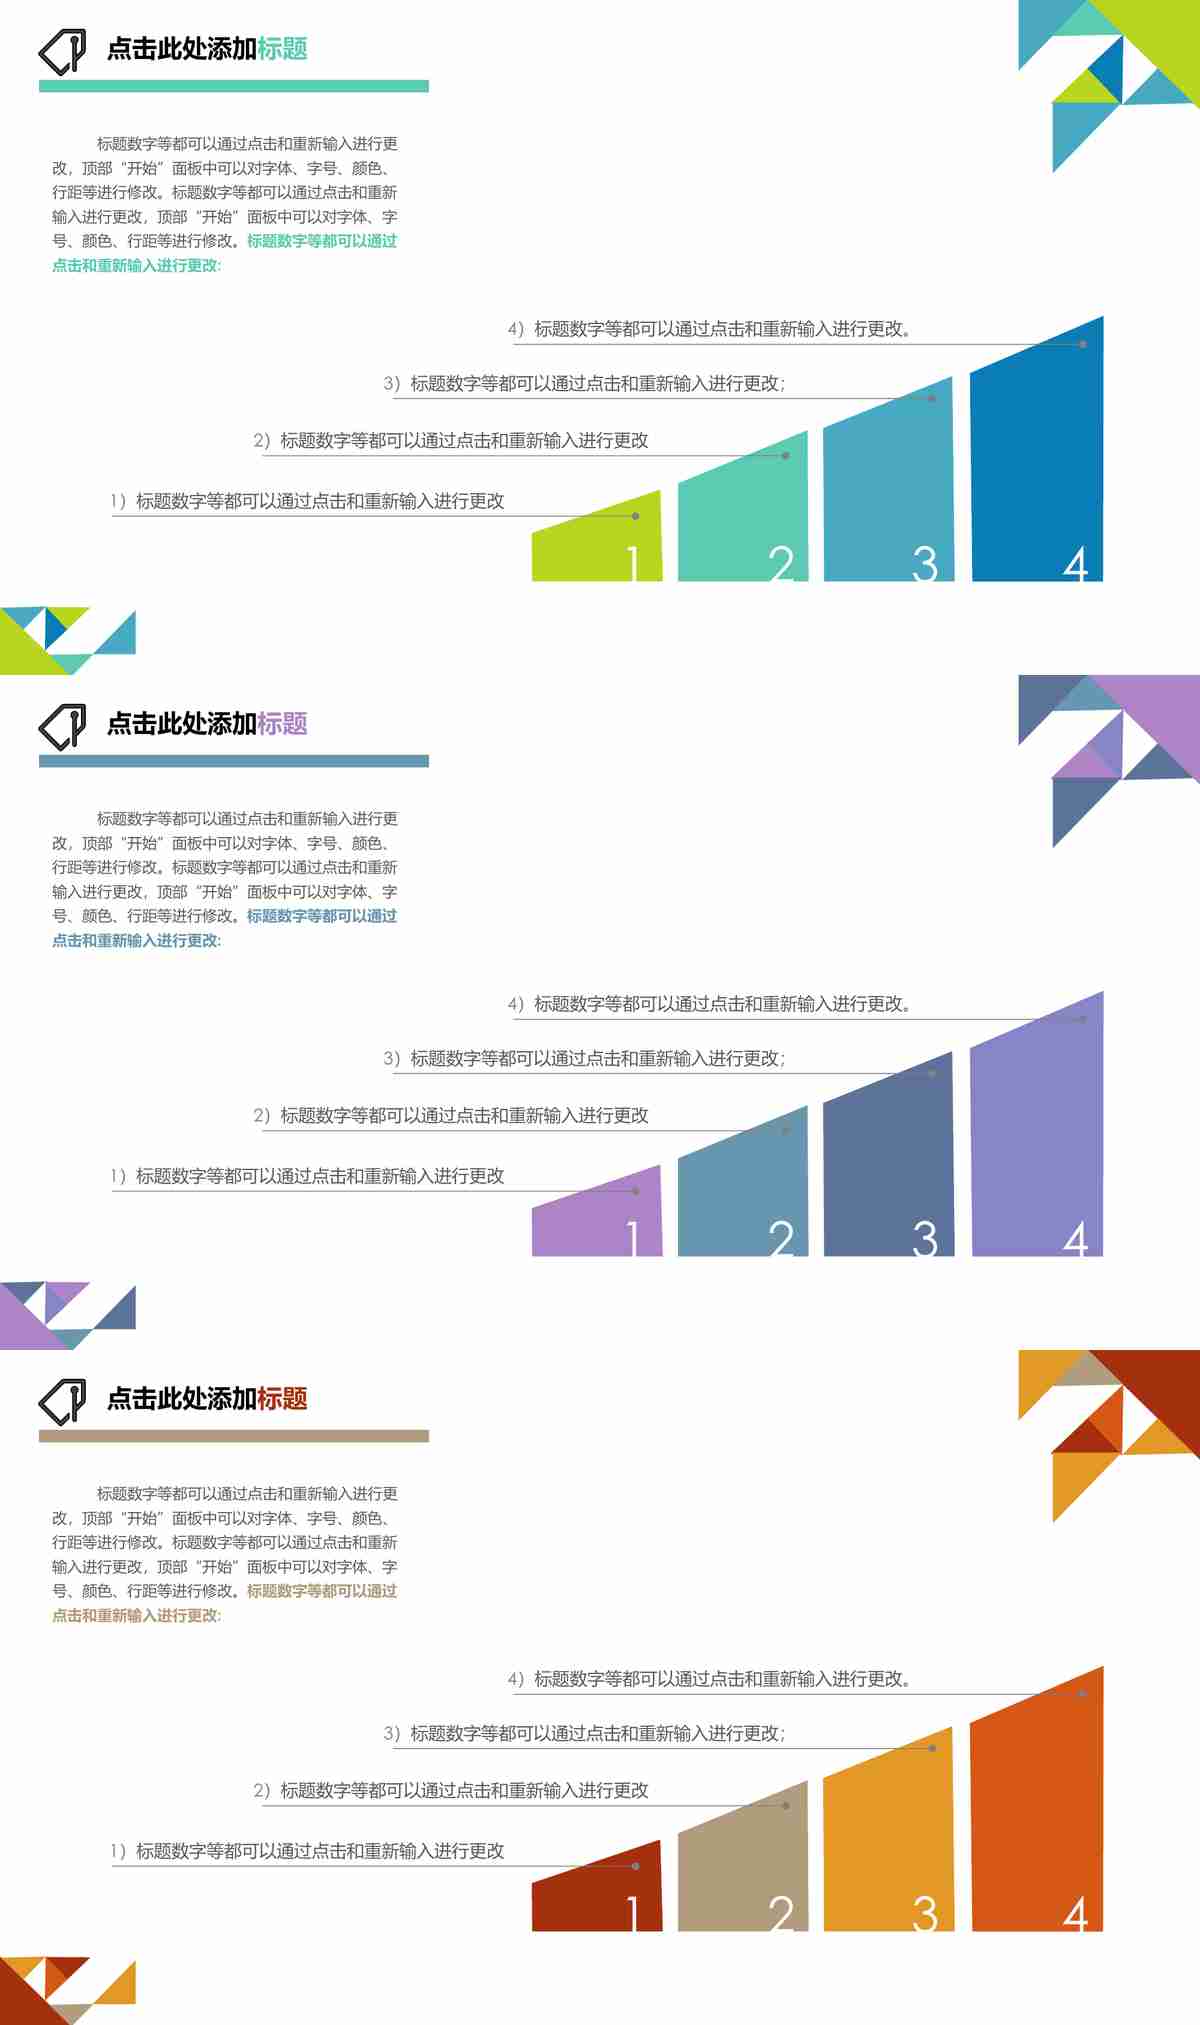 点击此处添加标题
标题数字等都可以通过点击和重新输入进行更
改，顶部“开始”面板中可以对字体、字号、颜色、
行距等进行修改。标题数字等都可以通过点击和重新
输入进行更改，顶部“开始”面板中可以对字体、字
号、颜色、行距等进行修改。标题数字等都可以通过
点击和重新输入进行更改:
4）标题数字等都可以通过点击和重新输入进行更改。
3）标题数字等都可以通过点击和重新输入进行更改；
2）标题数字等都可以通过点击和重新输入进行更改
1）标题数字等都可以通过点击和重新输入进行更改
1 2 3 4
点击此处添加标题
标题数字等都可以通过点击和重新输入进行更
改，顶部“开始”面板中可以对字体、字号、颜色、
行距等进行修改。标题数字等都可以通过点击和重新
输入进行更改，顶部“开始”面板中可以对字体、字
号、颜色、行距等进行修改。标题数字等都可以通过
点击和重新输入进行更改:
4）标题数字等都可以通过点击和重新输入进行更改。
3）标题数字等都可以通过点击和重新输入进行更改；
2）标题数字等都可以通过点击和重新输入进行更改
1）标题数字等都可以通过点击和重新输入进行更改
1 2 3 4
点击此处添加标题
标题数字等都可以通过点击和重新输入进行更
改，顶部“开始”面板中可以对字体、字号、颜色、
行距等进行修改。标题数字等都可以通过点击和重新
输入进行更改，顶部“开始”面板中可以对字体、字
号、颜色、行距等进行修改。标题数字等都可以通过
点击和重新输入进行更改:
4）标题数字等都可以通过点击和重新输入进行更改。
3）标题数字等都可以通过点击和重新输入进行更改；
2）标题数字等都可以通过点击和重新输入进行更改
1）标题数字等都可以通过点击和重新输入进行更改
1 2 3 4